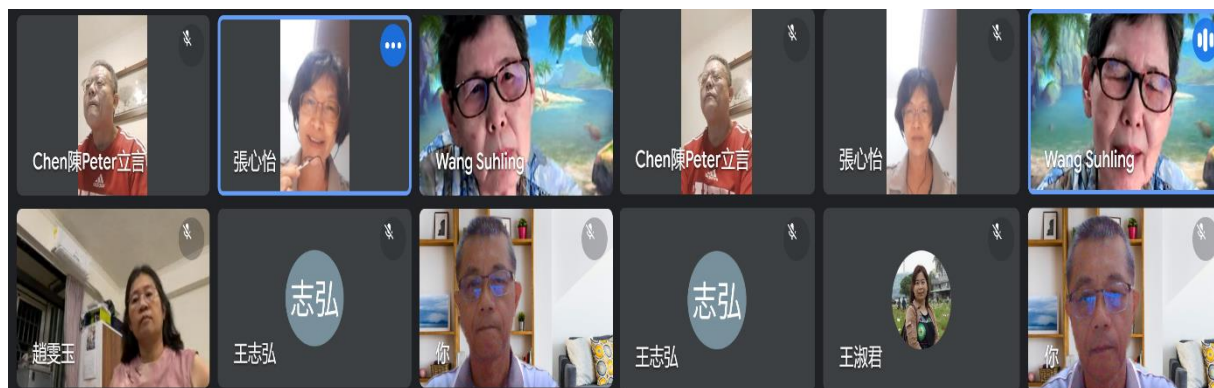 Chen陳Peter立言
張心怡
Wang Suhling
Chen陳Peter立言
張心怡
Wang Suhling
趙雯玉
志弘
王志弘
你
志弘
王志弘
王淑君
你